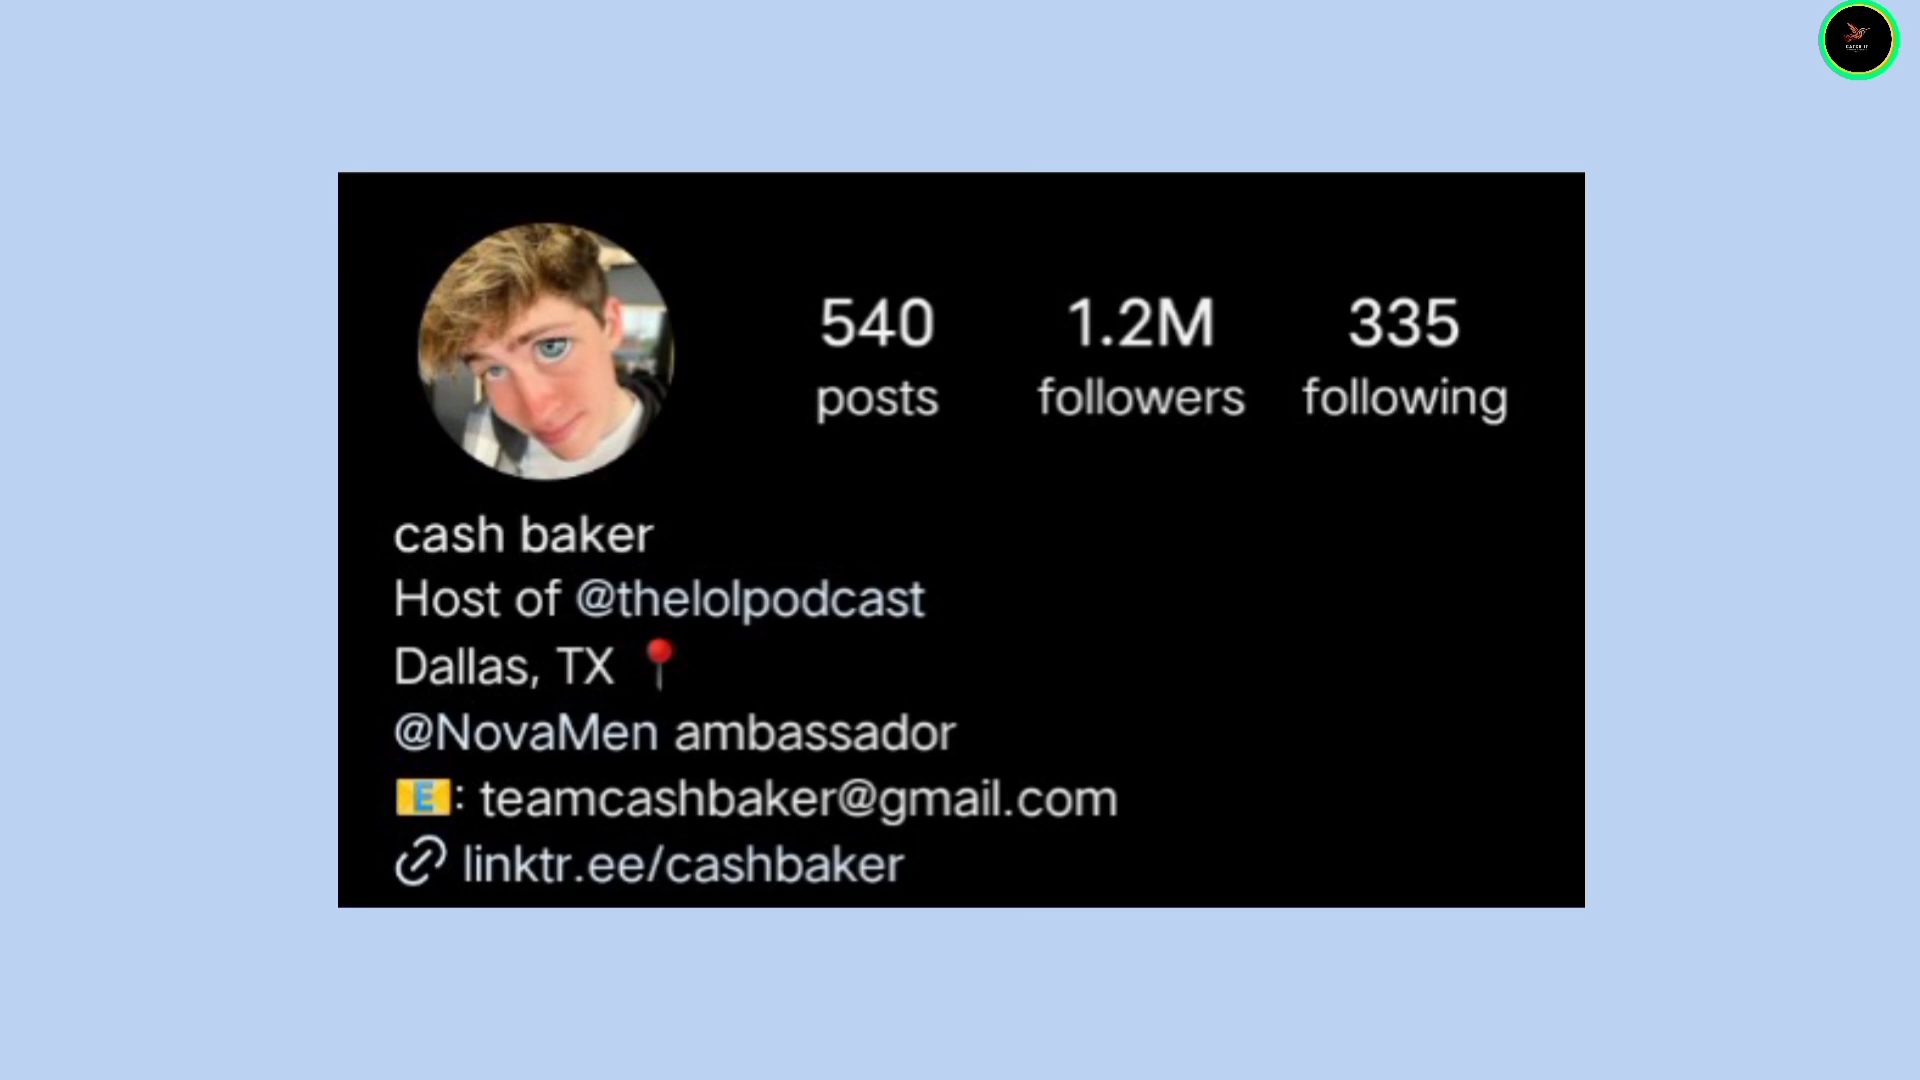 540 1.2M 335
posts followers following
cash baker
Host of @thelolpodcast
Dallas, TX 📍
@NovaMen ambassador
📧: teamcashbaker@gmail.com
linktr.ee/cashbaker